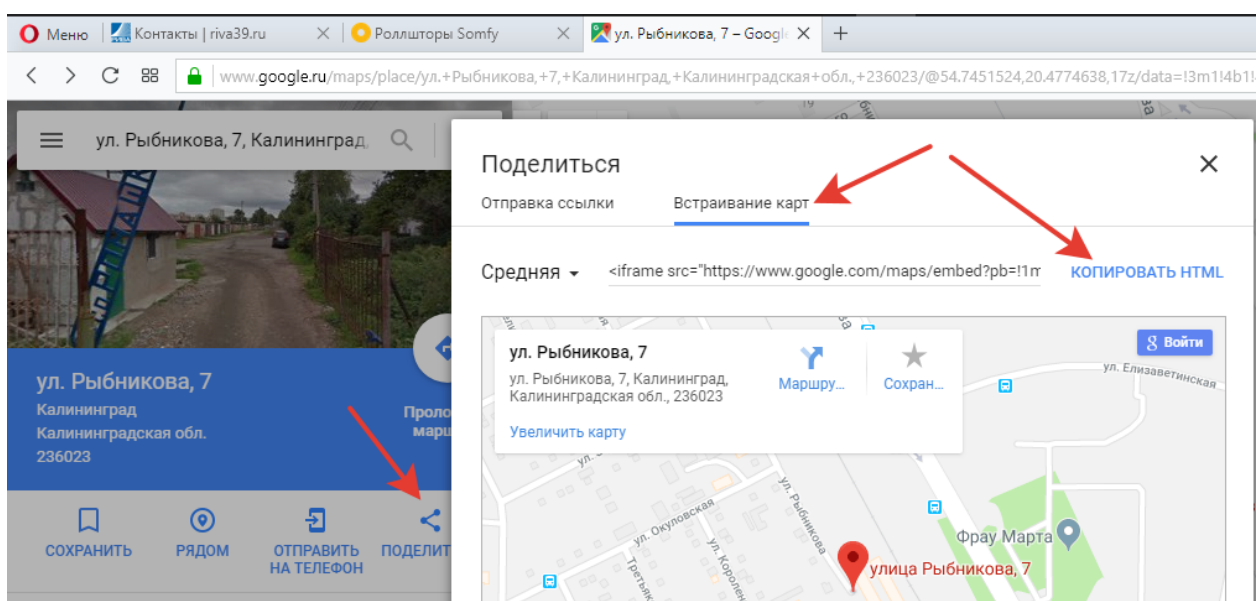 Меню
Контакты | riva39.ru
Роллшторы Somfy
ул. Рыбникова, 7 – Googl
www.google.ru/maps/place/ул.+Рыбникова,+7,+Калининград,+Калининградская+обл.,+236023/@54.7451524,20.4774638,17z/data=!3m1!4b1!
ул. Рыбникова, 7, Калининград,
Поделиться
Отправка ссылки
Встраивание карт
Средняя
<iframe src="https://www.google.com/maps/embed?pb=!1m
КОПИРОВАТЬ HTML
ул. Рыбникова, 7
ул. Рыбникова, 7, Калининград,
Калининградская обл., 236023
Маршру...
Сохран...
Увеличить карту
Войти
ул. Елизаветинская
ул. Рыбникова, 7
Калининград
Калининградская обл.
236023
Проло
марш
СОХРАНИТЬ
РЯДОМ
ОТПРАВИТЬ
НА ТЕЛЕФОН
ПОДЕЛИТ
ул. Окуловская
ул. Рыбникова
Фрау Марта
улица Рыбникова, 7